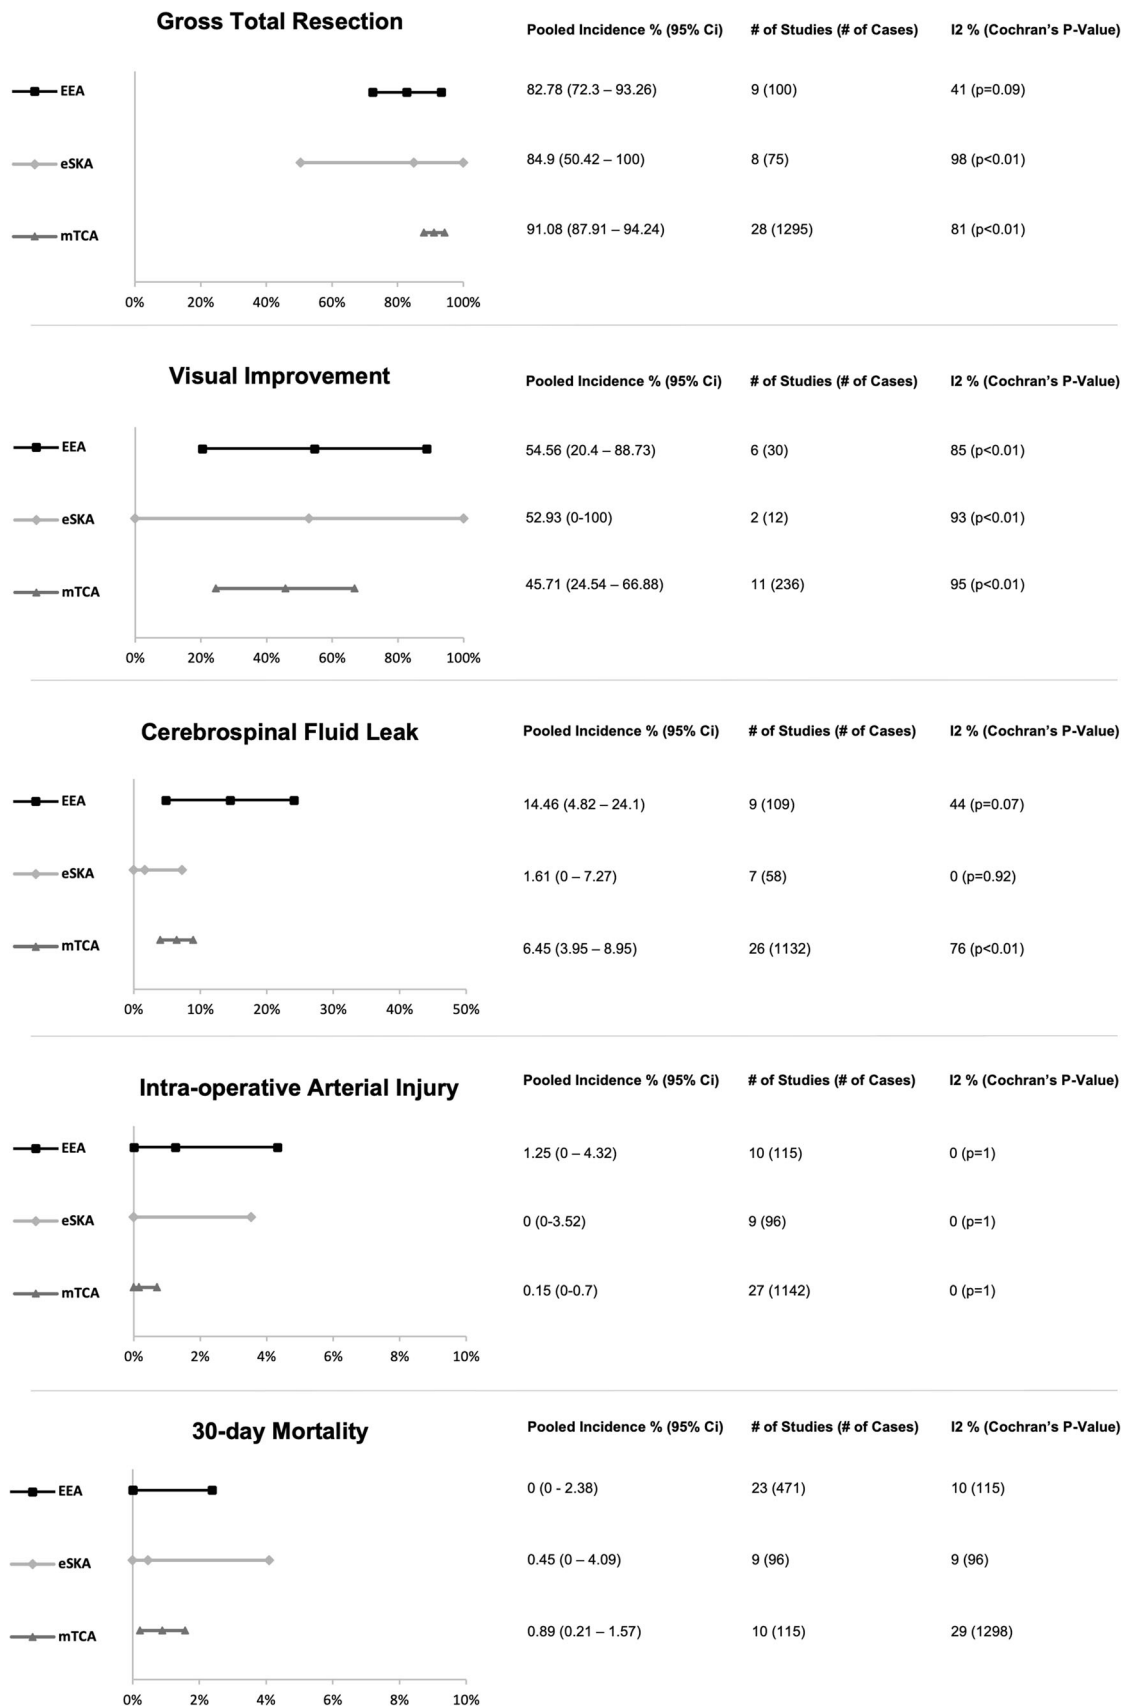 Gross Total Resection
Pooled Incidence % (95% Ci) # of Studies (# of Cases) I2 % (Cochran's P-Value)
EEA 82.78 (72.3 – 93.26) 9 (100) 41 (p=0.09)
eSKA 84.9 (50.42 – 100) 8 (75) 98 (p<0.01)
mTCA 91.08 (87.91 – 94.24) 28 (1295) 81 (p<0.01)
0% 20% 40% 60% 80% 100%
Visual Improvement
Pooled Incidence % (95% Ci) # of Studies (# of Cases) I2 % (Cochran's P-Value)
EEA 54.56 (20.4 – 88.73) 6 (30) 85 (p<0.01)
eSKA 52.93 (0-100) 2 (12) 93 (p<0.01)
mTCA 45.71 (24.54 – 66.88) 11 (236) 95 (p<0.01)
0% 20% 40% 60% 80% 100%
Cerebrospinal Fluid Leak
Pooled Incidence % (95% Ci) # of Studies (# of Cases) I2 % (Cochran's P-Value)
EEA 14.46 (4.82 – 24.1) 9 (109) 44 (p=0.07)
eSKA 1.61 (0 – 7.27) 7 (58) 0 (p=0.92)
mTCA 6.45 (3.95 – 8.95) 26 (1132) 76 (p<0.01)
0% 10% 20% 30% 40% 50%
Intra-operative Arterial Injury
Pooled Incidence % (95% Ci) # of Studies (# of Cases) I2 % (Cochran's P-Value)
EEA 1.25 (0 – 4.32) 10 (115) 0 (p=1)
eSKA 0 (0-3.52) 9 (96) 0 (p=1)
mTCA 0.15 (0-0.7) 27 (1142) 0 (p=1)
0% 2% 4% 6% 8% 10%
30-day Mortality
Pooled Incidence % (95% Ci) # of Studies (# of Cases) I2 % (Cochran's P-Value)
EEA 0 (0 - 2.38) 23 (471) 10 (115)
eSKA 0.45 (0 – 4.09) 9 (96) 9 (96)
mTCA 0.89 (0.21 – 1.57) 10 (115) 29 (1298)
0% 2% 4% 6% 8% 10%